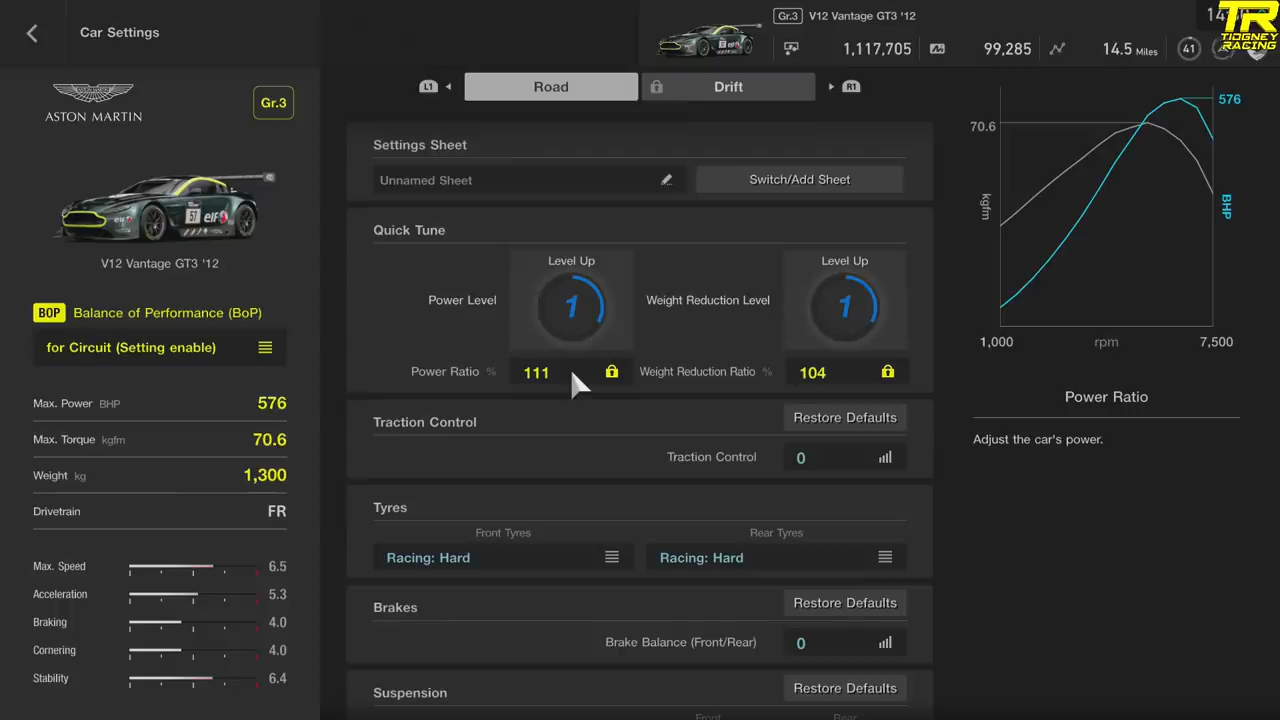 Car Settings
Gr.3 V12 Vantage GT3 '12
1,117,705 99,285 14.5 Miles 41
TR
TIDGNEY
RACING
L1 Road Drift R1
ASTON MARTIN
Gr.3
57 elf
V12 Vantage GT3 '12
BOP Balance of Performance (BoP)
for Circuit (Setting enable)
Max. Power BHP 576
Max. Torque kgfm 70.6
Weight kg 1,300
Drivetrain FR
Max. Speed 6.5
Acceleration 5.3
Braking 4.0
Cornering 4.0
Stability 6.4
Settings Sheet
Unnamed Sheet Switch/Add Sheet
Quick Tune
Level Up Level Up
Power Level 1 Weight Reduction Level 1
Power Ratio % 111 Weight Reduction Ratio % 104
Traction Control Restore Defaults
Traction Control 0
Tyres
Front Tyres Rear Tyres
Racing: Hard Racing: Hard
Brakes Restore Defaults
Brake Balance (Front/Rear) 0
Suspension Restore Defaults
Front Rear
576
70.6
kgfm BHP
1,000 rpm 7,500
Power Ratio
Adjust the car's power.